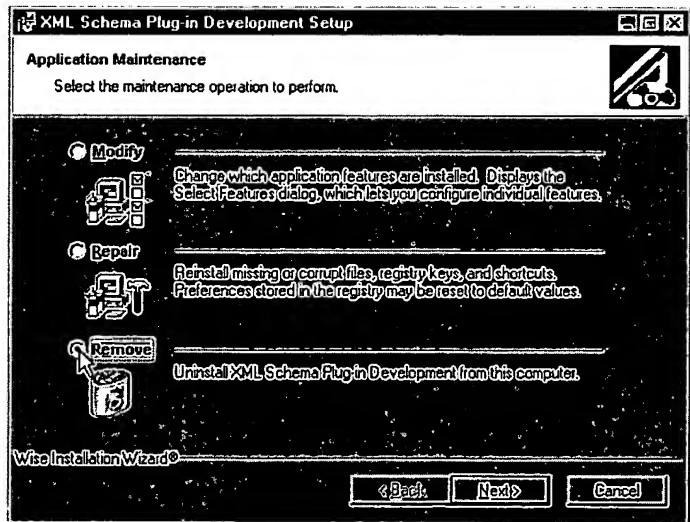 XML Schema Plug-in Development Setup
Application Maintenance
Select the maintenance operation to perform.
Modify
Change which application features are installed. Displays the
Select Features dialog, which lets you configure individual features.
Repair
Reinstall missing or corrupt files, registry keys, and shortcuts.
Preferences stored in the registry may be reset to default values.
Remove
Uninstall XML Schema Plug-in Development from this computer.
Wise Installation Wizard®
< Back
Next >
Cancel